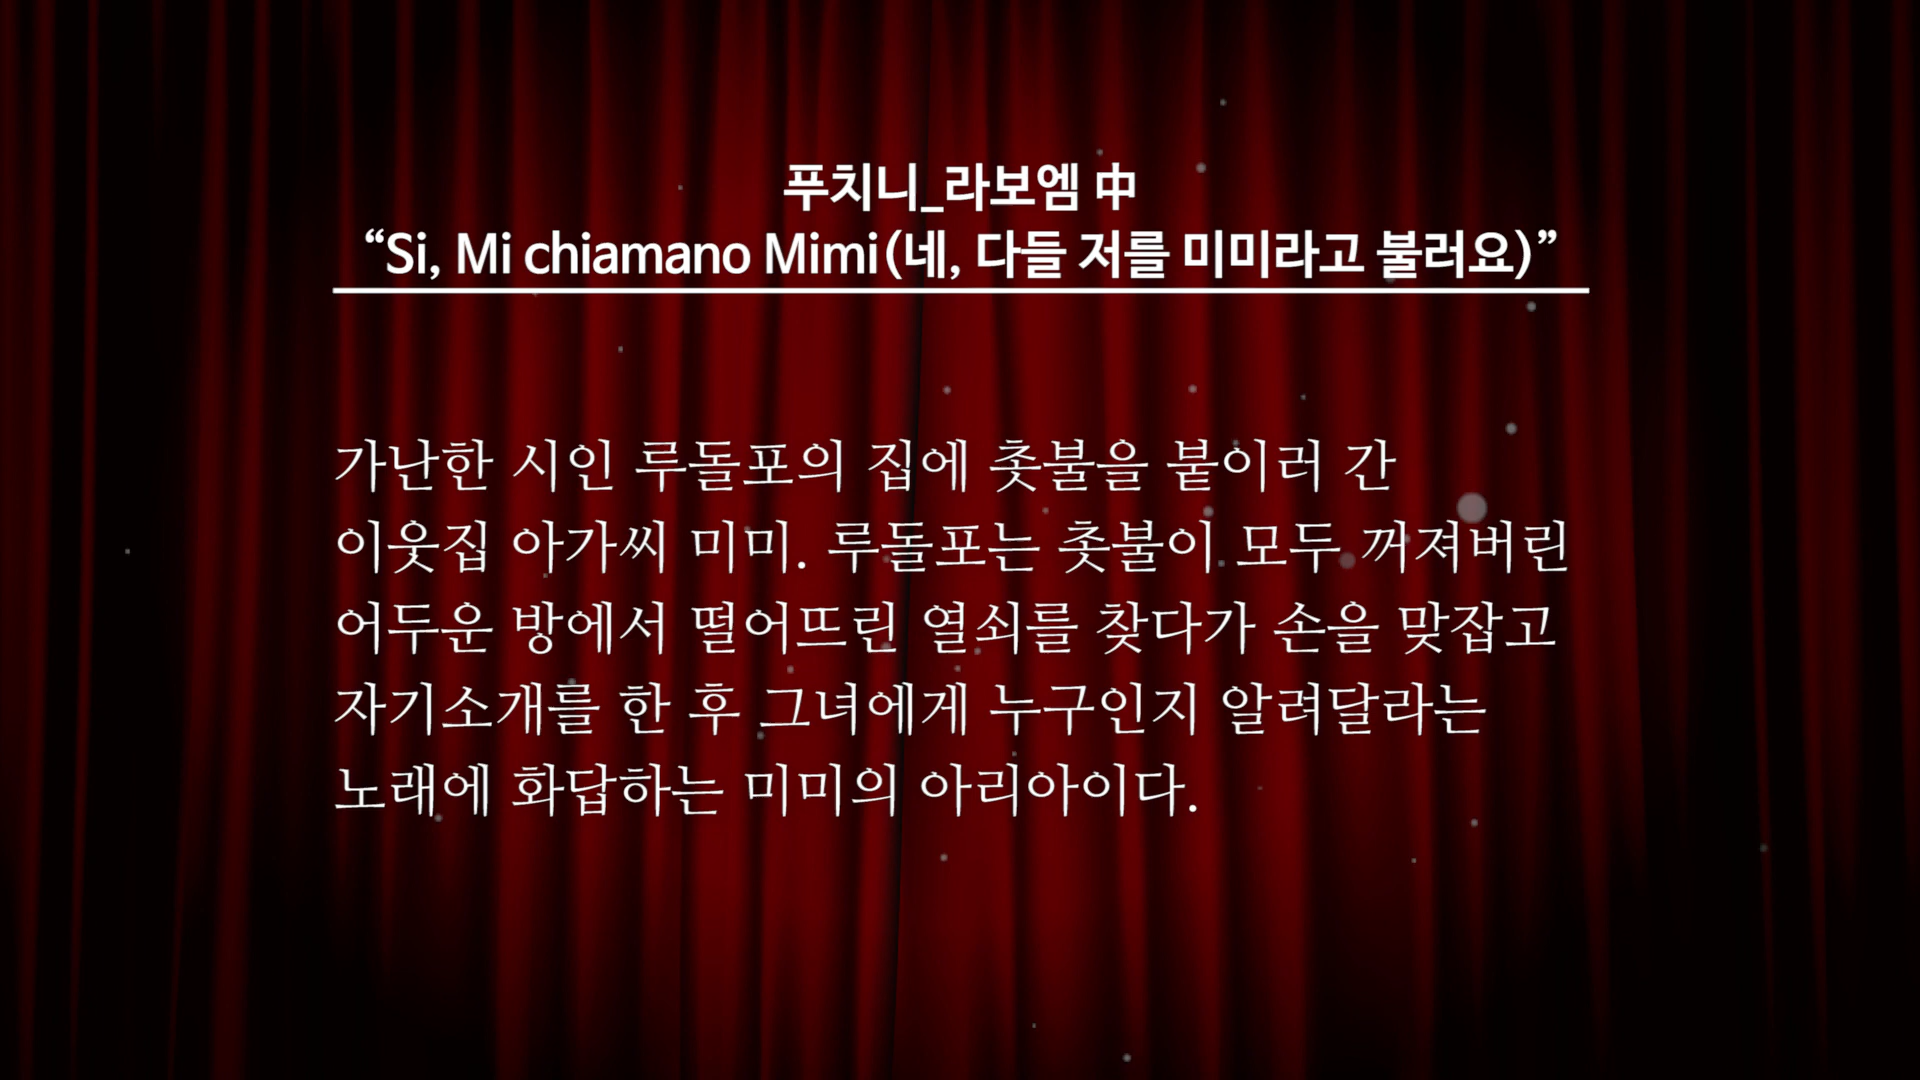 푸치니_라보엠 中
“Si, Mi chiamano Mimi(네, 다들 저를 미미라고 불러요)”
가난한 시인 루돌포의 집에 촛불을 붙이러 간
이웃집 아가씨 미미. 루돌포는 촛불이 모두 꺼져버린
어두운 방에서 떨어뜨린 열쇠를 찾다가 손을 맞잡고
자기소개를 한 후 그녀에게 누구인지 알려달라는
노래에 화답하는 미미의 아리아이다.